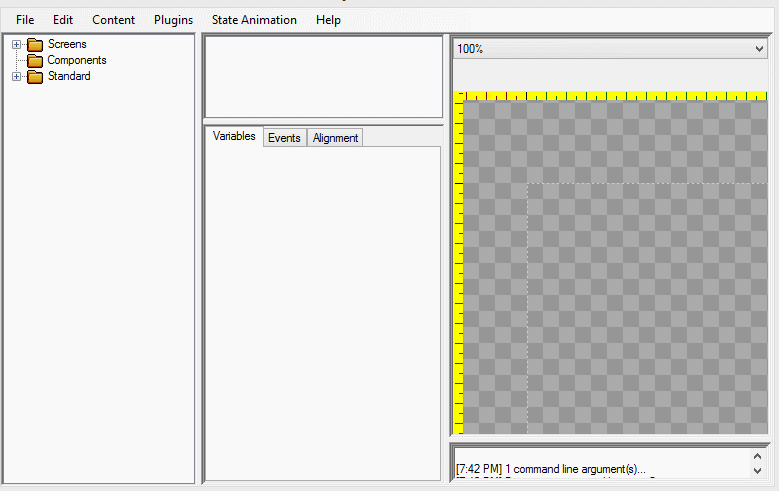 File Edit Content Plugins State Animation Help
Screens
Components
Standard
Variables Events Alignment
100%
[7:42 PM] 1 command line argument(s)...